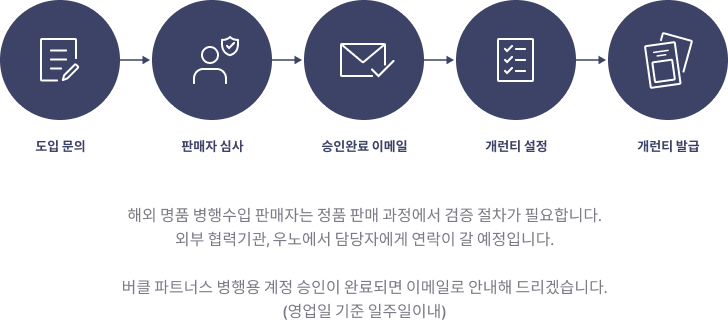 도입 문의
판매자 심사
승인완료 이메일
개런티 설정
개런티 발급
해외 명품 병행수입 판매자는 정품 판매 과정에서 검증 절차가 필요합니다.
외부 협력기관, 우노에서 담당자에게 연락이 갈 예정입니다.
버클 파트너스 병행용 계정 승인이 완료되면 이메일로 안내해 드리겠습니다.
(영업일 기준 일주일이내)